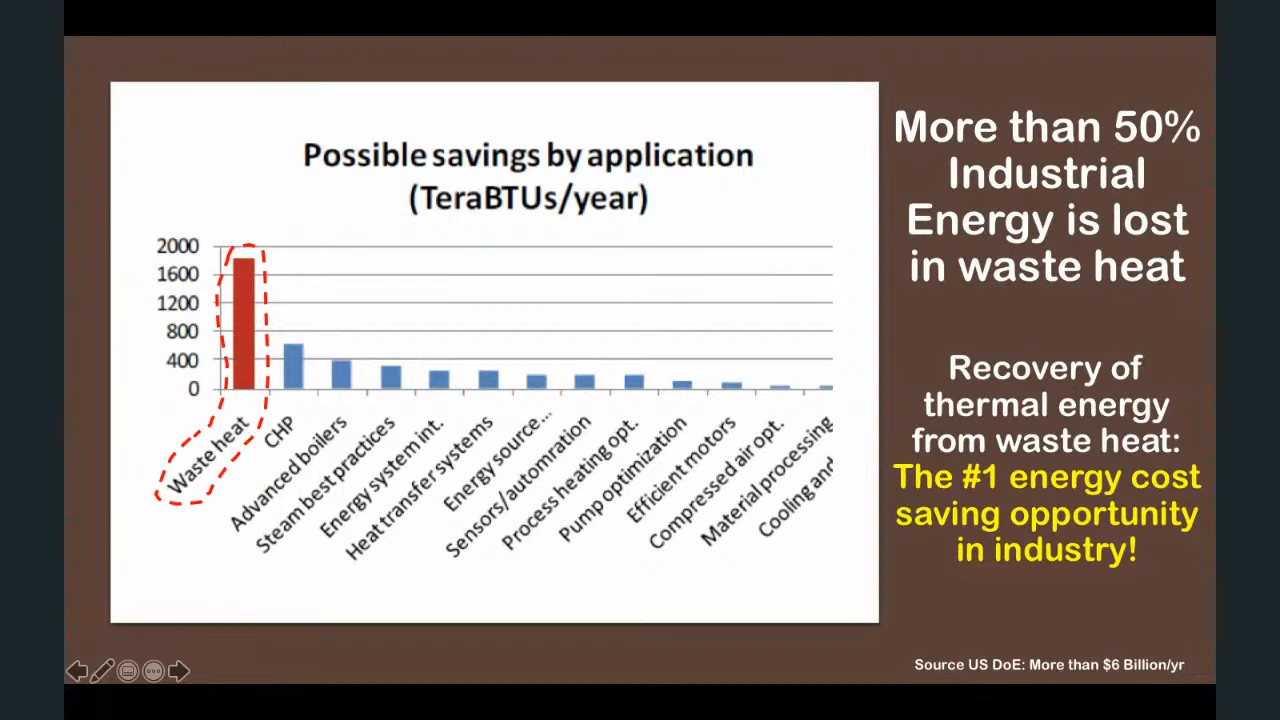 Possible savings by application
(TeraBTUs/year)
2000
1600
1200
800
400
0
Waste heat
CHP
Advanced boilers
Steam best practices
Energy system int.
Heat transfer systems
Energy source...
Sensors/automration
Process heating opt.
Pump optimization
Efficient motors
Compressed air opt.
Material processing
Cooling and
More than 50%
Industrial
Energy is lost
in waste heat
Recovery of
thermal energy
from waste heat:
The #1 energy cost
saving opportunity
in industry!
Source US DoE: More than $6 Billion/yr